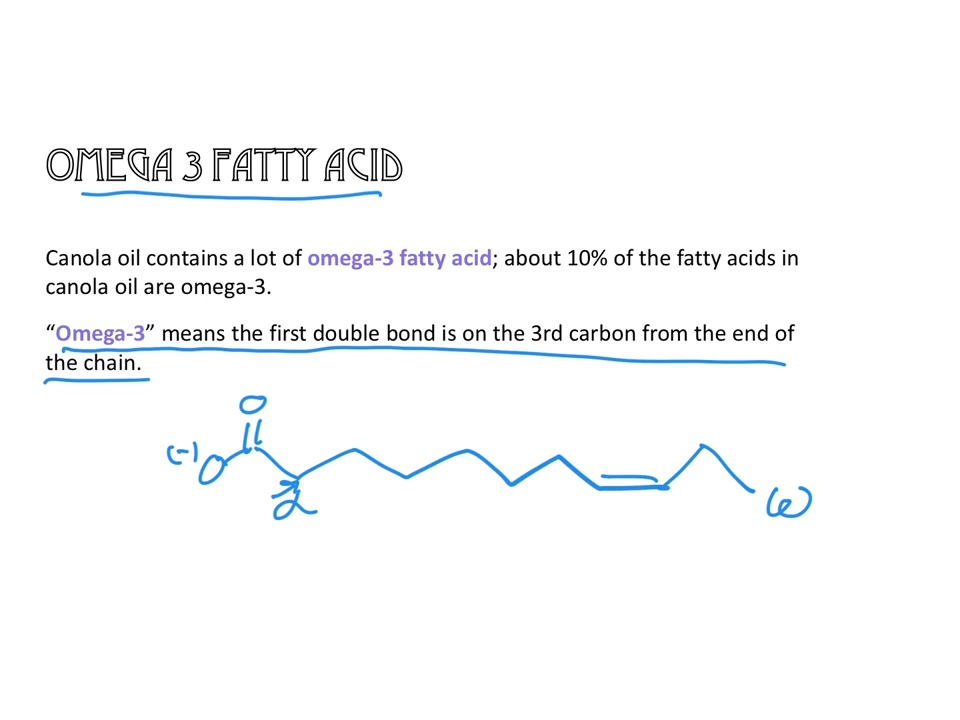 OMEGA 3 FATTY ACID
Canola oil contains a lot of omega-3 fatty acid; about 10% of the fatty acids in
canola oil are omega-3.
“Omega-3” means the first double bond is on the 3rd carbon from the end of
the chain.
O
(-) O
α
ω